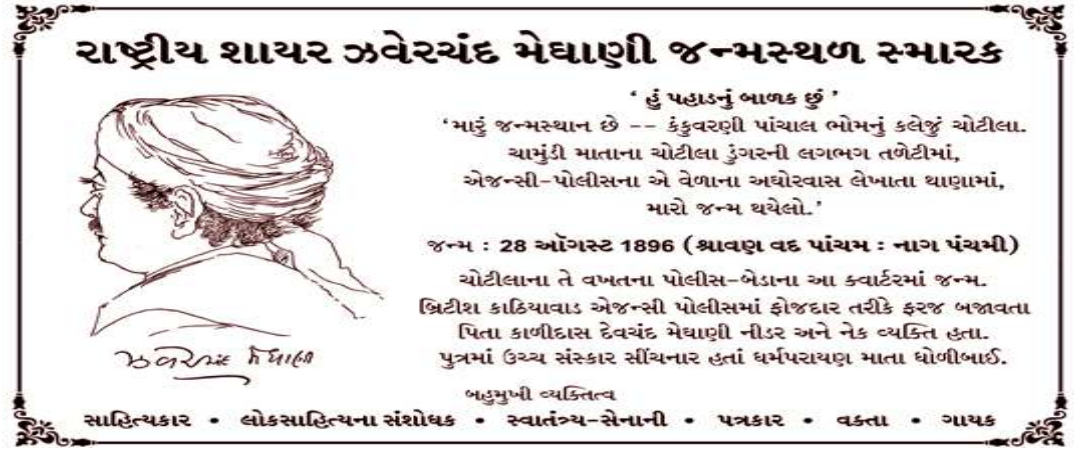 રાષ્ટ્રીય શાયર ઝવેરચંદ મેઘાણી જન્મસ્થળ સ્મારક
‘ હું પહાડનું બાળક છું ’
‘મારું જન્મસ્થાન છે -- કંકુવરણી પાંચાલ ભોમનું કલેજું ચોટીલા.
ચામુંડી માતાના ચોટીલા ડુંગરની લગભગ તળેટીમાં,
એજન્સી-પોલીસના એ વેળાના અઘોરવાસ લેખાતા થાણામાં,
મારો જન્મ થયેલો.’
જન્મ : 28 ઑગસ્ટ 1896 (શ્રાવણ વદ પાંચમ : નાગ પંચમી)
ચોટીલાના તે વખતના પોલીસ-બેડાના આ ક્વાર્ટરમાં જન્મ.
બ્રિટીશ કાઠિયાવાડ એજન્સી પોલીસમાં ફોજદાર તરીકે ફરજ બજાવતા
પિતા કાળીદાસ દેવચંદ મેઘાણી નીડર અને નેક વ્યક્તિ હતા.
પુત્રમાં ઉચ્ચ સંસ્કાર સીંચનાર હતાં ધર્મપરાયણ માતા ધોળીબાઈ.
ઝવેરચંદ મેઘાણી
બહુમુખી વ્યક્તિત્વ
સાહિત્યકાર • લોકસાહિત્યના સંશોધક • સ્વાતંત્ર્ય-સેનાની • પત્રકાર • વક્તા • ગાયક